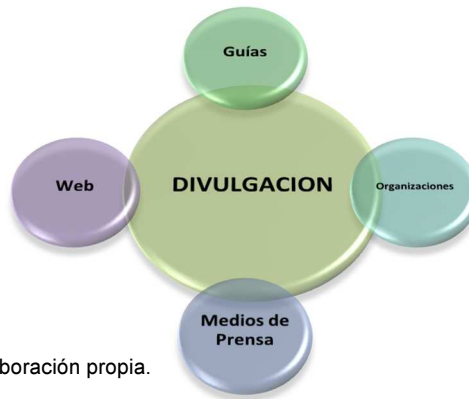 Guías
Web
DIVULGACION
Organizaciones
Medios de
Prensa
boración propia.